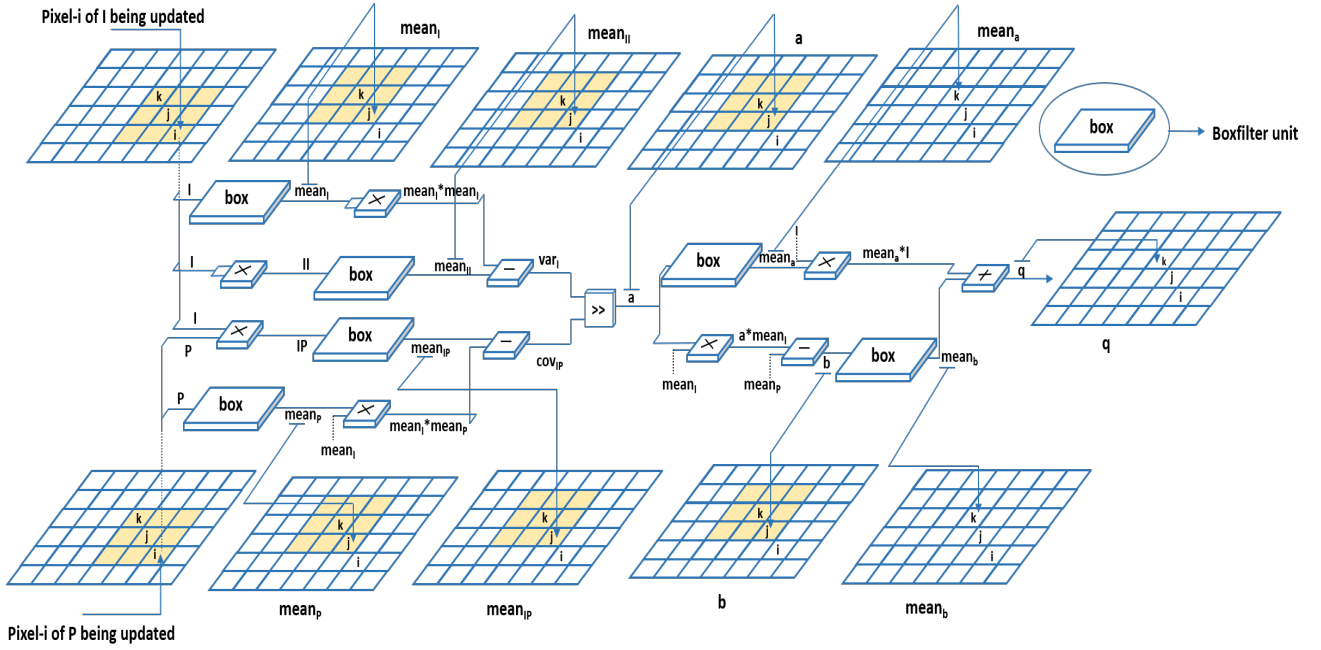 Pixel-i of I being updated
mean_I
mean_II
a
mean_a
k
j
i
k
j
i
k
j
i
k
j
i
k
j
i
box
Boxfilter unit
I
box
mean_I
×
mean_I*mean_I
I
×
II
box
mean_II
−
var_I
I
P
×
IP
box
mean_IP
−
cov_IP
>>
a
P
box
mean_P
×
mean_I
mean_I*mean_P
box
mean_a
I
×
mean_a*I
×
mean_I
a*mean_I
−
mean_P
b
box
mean_b
+
q
k
j
i
q
k
j
i
k
j
i
k
j
i
k
j
i
k
j
i
mean_P
mean_IP
b
mean_b
Pixel-i of P being updated